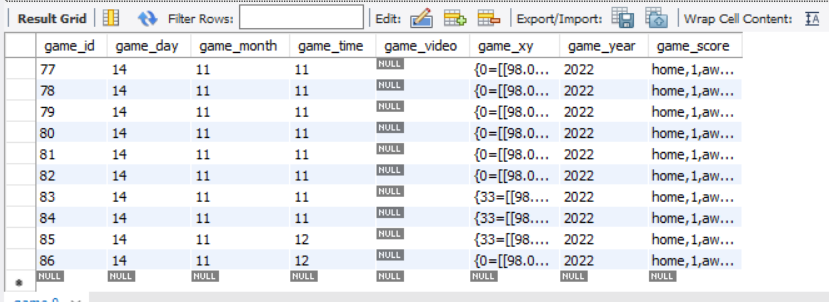 Result Grid Filter Rows: Edit: Export/Import: Wrap Cell Content: IA
game_id game_day game_month game_time game_video game_xy game_year game_score
77 14 11 11 NULL {0=[[98.0... 2022 home,1,aw...
78 14 11 11 NULL {0=[[98.0... 2022 home,1,aw...
79 14 11 11 NULL {0=[[98.0... 2022 home,1,aw...
80 14 11 11 NULL {0=[[98.0... 2022 home,1,aw...
81 14 11 11 NULL {0=[[98.0... 2022 home,1,aw...
82 14 11 11 NULL {0=[[98.0... 2022 home,1,aw...
83 14 11 11 NULL {33=[[98.... 2022 home,1,aw...
84 14 11 11 NULL {33=[[98.... 2022 home,1,aw...
85 14 11 12 NULL {33=[[98.... 2022 home,1,aw...
86 14 11 12 NULL {0=[[98.0... 2022 home,1,aw...
NULL NULL NULL NULL NULL NULL NULL NULL